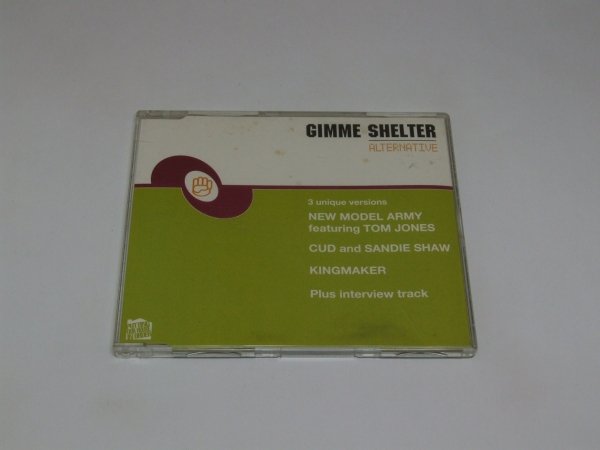 GIMME SHELTER
ALTERNATIVE
3 unique versions
NEW MODEL ARMY
featuring TOM JONES
CUD and SANDIE SHAW
KINGMAKER
Plus interview track